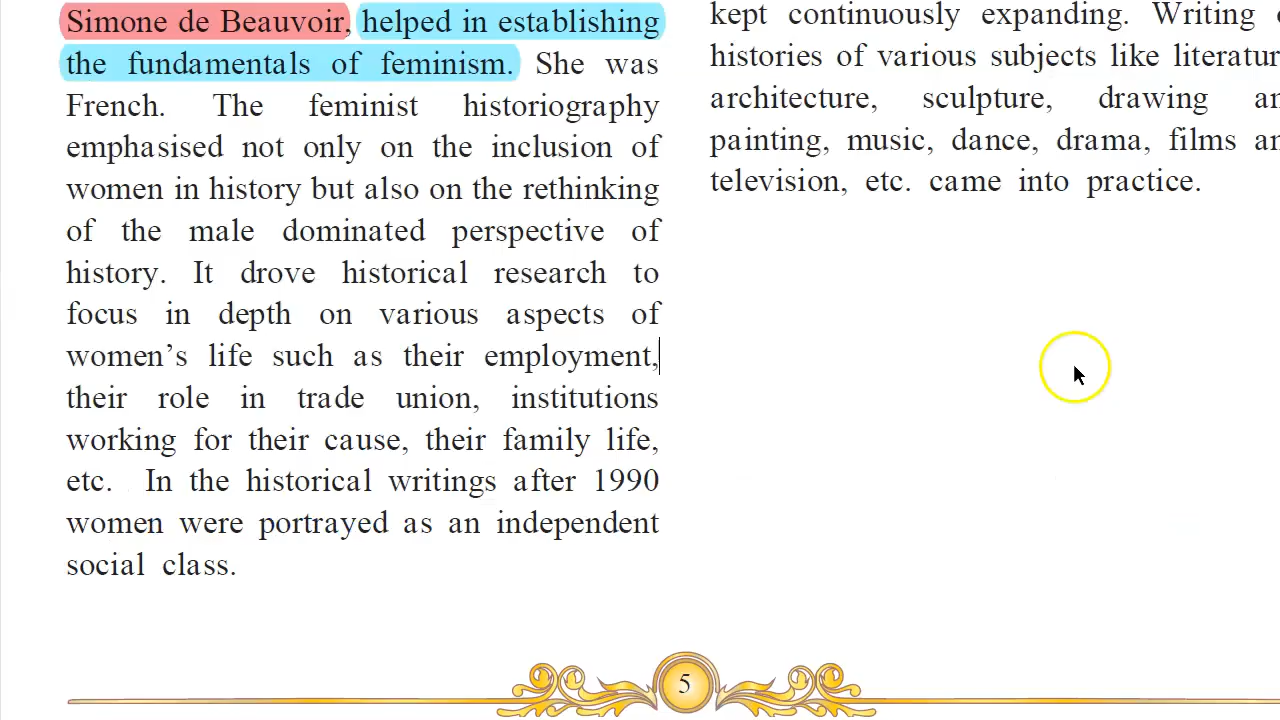 Simone de Beauvoir, helped in establishing
the fundamentals of feminism. She was
French. The feminist historiography
emphasised not only on the inclusion of
women in history but also on the rethinking
of the male dominated perspective of
history. It drove historical research to
focus in depth on various aspects of
women's life such as their employment,
their role in trade union, institutions
working for their cause, their family life,
etc. In the historical writings after 1990
women were portrayed as an independent
social class.
kept continuously expanding. Writing
histories of various subjects like
architecture, sculpture, drawing
painting, music, dance, drama, films
television, etc. came into practice.
5